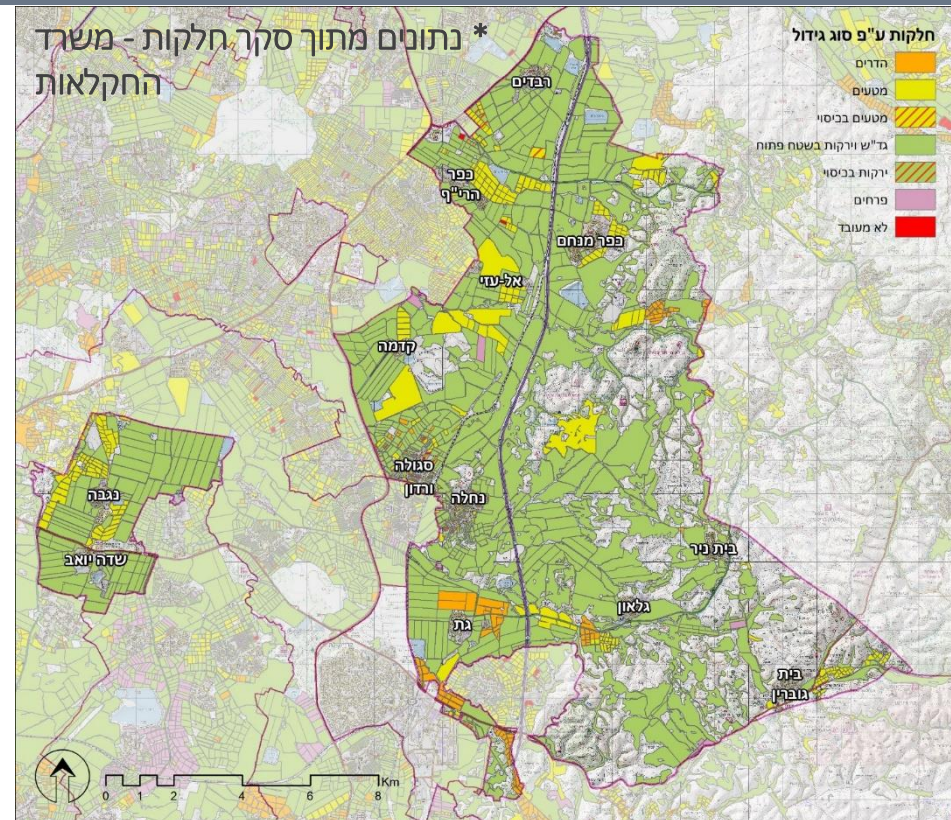 * נתונים מתוך סקר חלקות - משרד
החקלאות
חלקות ע"פ סוג גידול
הדרים
מטעים
מטעים בכיסוי
גד"ש וירקות בשטח פתוח
ירקות בכיסוי
פרחים
לא מעובד
רבדים
כפר
הרי"ף
כפר מנחם
אל-עזי
קדמה
סגולה
ורדון
נחלה
נגבה
שדה יואב
בית ניר
גלאון
גת
בית
גוברין
Km
0 1 2 4 6 8